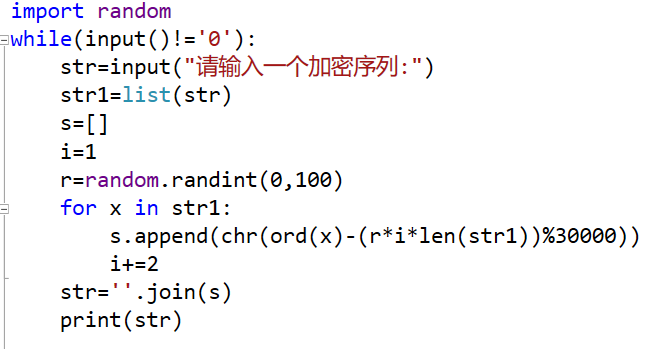 import random
while(input()!='0'):
    str=input("请输入一个加密序列:")
    str1=list(str)
    s=[]
    i=1
    r=random.randint(0,100)
    for x in str1:
        s.append(chr(ord(x)-(r*i*len(str1))%30000))
        i+=2
    str=''.join(s)
    print(str)